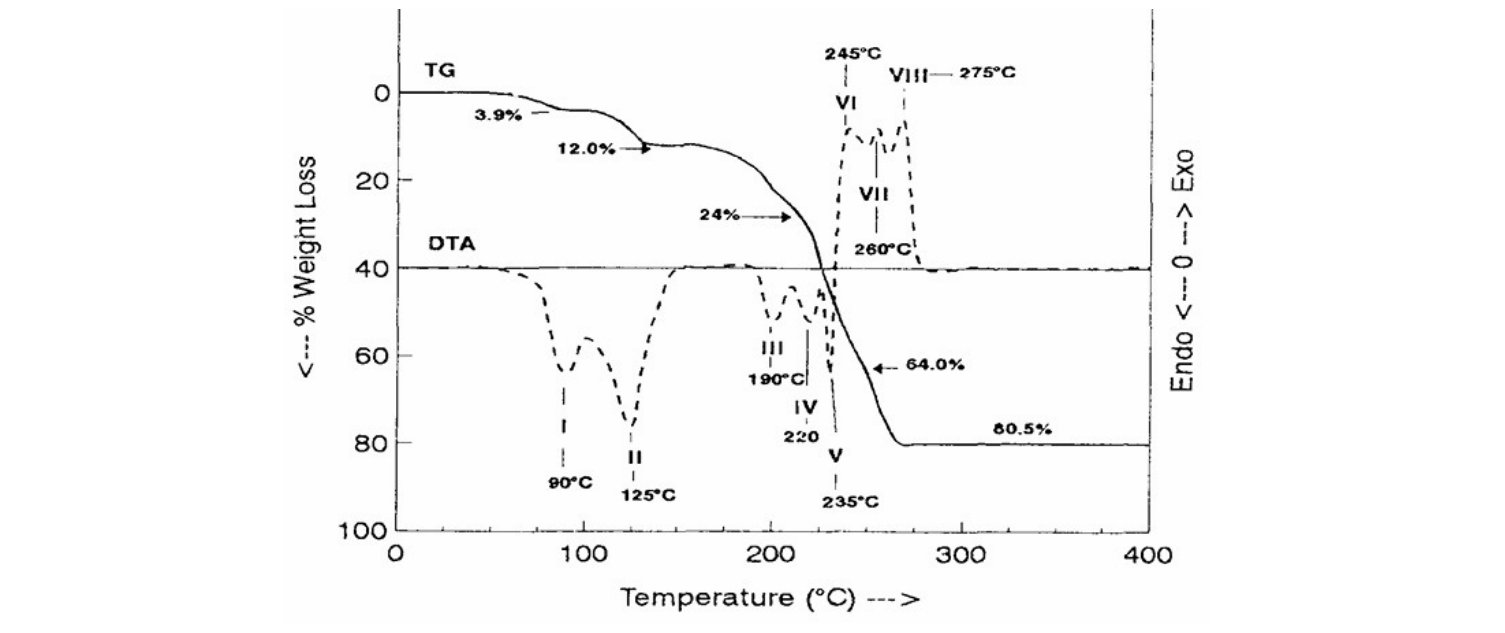 245°C
TG
VIII
275°C
0
VI
3.9%
12.0%
20
VII
24%
DTA
260°C
40
60
III
64.0%
190°C
IV
I
220
80.5%
80
II
V
90°C
125°C
235°C
100
0
100
200
300
400
Temperature (°C) --->
<--- % Weight Loss
Endo <--- 0 ---> Exo